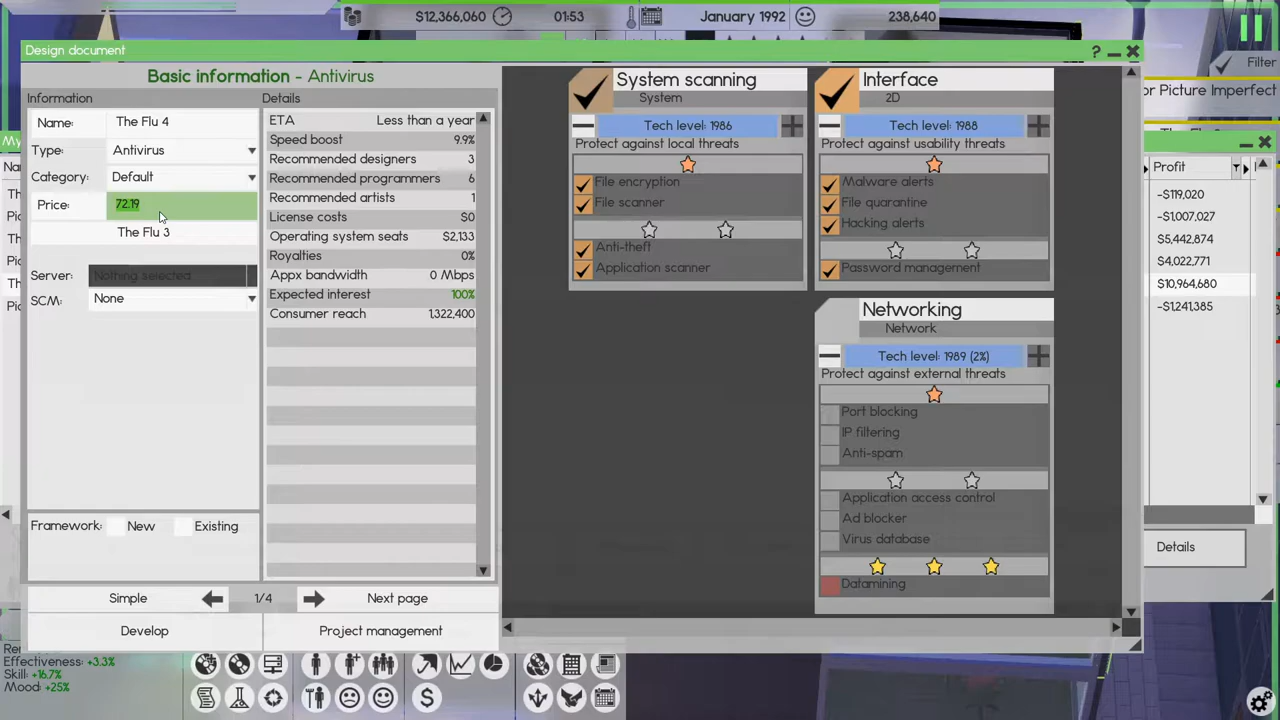 $12,366,060
01:53
January 1992
238,640
Design document
?
Filter
Basic information - Antivirus
Information
Details
Name: The Flu 4
Type: Antivirus
Category: Default
Price: 72.19
The Flu 3
Server: Nothing selected
SCM: None
Framework: New Existing
Simple 1/4 Next page
Develop Project management
ETA Less than a year
Speed boost 9.9%
Recommended designers 3
Recommended programmers 6
Recommended artists 1
License costs $0
Operating system seats $2,133
Royalties 0%
Appx bandwidth 0 Mbps
Expected interest 100%
Consumer reach 1,322,400
System scanning
System
Tech level: 1986
Protect against local threats
File encryption
File scanner
Anti-theft
Application scanner
Interface
2D
Tech level: 1988
Protect against usability threats
Malware alerts
File quarantine
Hacking alerts
Password management
Networking
Network
Tech level: 1989 (2%)
Protect against external threats
Port blocking
IP filtering
Anti-spam
Application access control
Ad blocker
Virus database
Datamining
or Picture Imperfect
Profit
-$119,020
-$1,007,027
$5,442,874
$4,022,771
$10,964,680
-$1,241,385
Details
Effectiveness: +3.3%
Skill: +16.7%
Mood: +25%
$